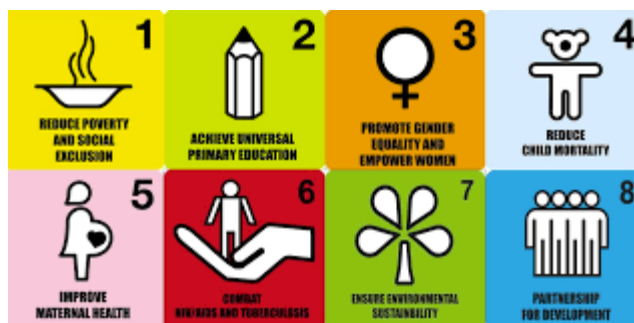 1
REDUCE POVERTY
AND SOCIAL
EXCLUSION
2
ACHIEVE UNIVERSAL
PRIMARY EDUCATION
3
PROMOTE GENDER
EQUALITY AND
EMPOWER WOMEN
4
REDUCE
CHILD MORTALITY
5
IMPROVE
MATERNAL HEALTH
6
COMBAT
HIV/AIDS AND TUBERCULOSIS
7
ENSURE ENVIRONMENTAL
SUSTAINABILITY
8
PARTNERSHIP
FOR DEVELOPMENT